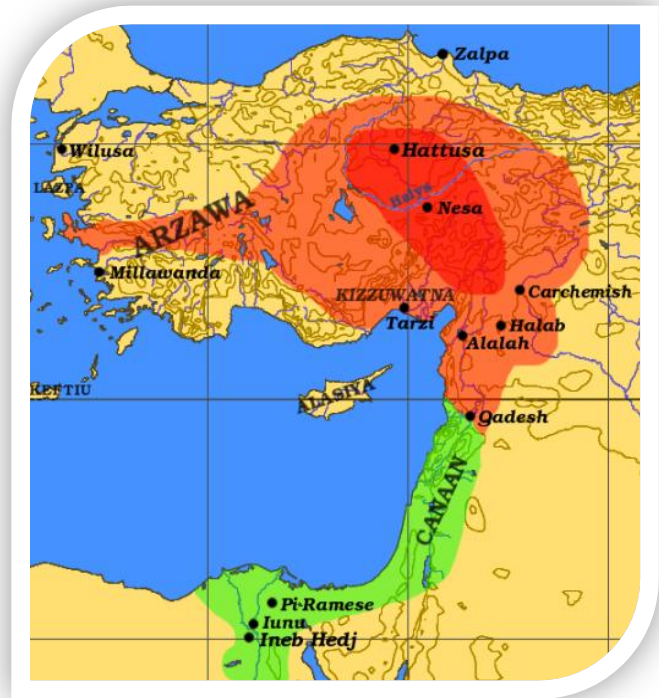 Zalpa
Wilusa
Hattusa
LAZPA
Halys
Nesa
ARZAWA
Millawanda
KIZZUWATNA
Carchemish
Tarzi
Halab
Alalah
KEFTIU
ALASIYA
Qadesh
CANAAN
Pi-Ramese
Iunu
Ineb Hedj